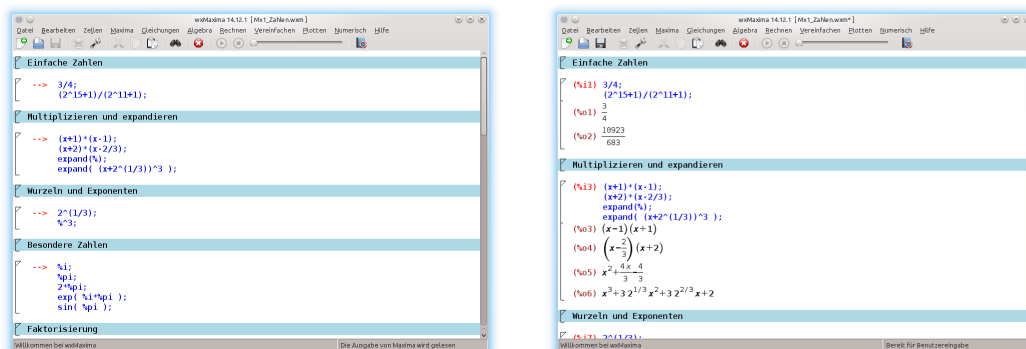 wxMaxima 14.12.1 [ Mx1_Zahlen.wxm ]
Datei Bearbeiten Zellen Maxima Gleichungen Algebra Rechnen Vereinfachen Plotten Numerisch Hilfe
Einfache Zahlen
--> 3/4;
(2^15+1)/(2^11+1);
Multiplizieren und expandieren
--> (x+1)*(x-1);
(x+2)*(x-2/3);
expand(%);
expand( (x+2^(1/3))^3 );
Wurzeln und Exponenten
--> 2^(1/3);
%^3;
Besondere Zahlen
--> %i;
%pi;
2*%pi;
exp( %i*%pi );
sin( %pi );
Faktorisierung
Willkommen bei wxMaxima Die Ausgabe von Maxima wird gelesen
wxMaxima 14.12.1 [ Mx1_Zahlen.wxm* ]
Datei Bearbeiten Zellen Maxima Gleichungen Algebra Rechnen Vereinfachen Plotten Numerisch Hilfe
Einfache Zahlen
(%i1) 3/4;
(2^15+1)/(2^11+1);
(%o1) 3/4
(%o2) 10923/683
Multiplizieren und expandieren
(%i3) (x+1)*(x-1);
(x+2)*(x-2/3);
expand(%);
expand( (x+2^(1/3))^3 );
(%o3) (x−1)(x+1)
(%o4) (x−2/3)(x+2)
(%o5) x²+4x/3−4/3
(%o6) x³+3 2^1/3 x²+3 2^2/3 x+2
Wurzeln und Exponenten
(%i7) 2^(1/3);
Willkommen bei wxMaxima Bereit für Benutzereingabe